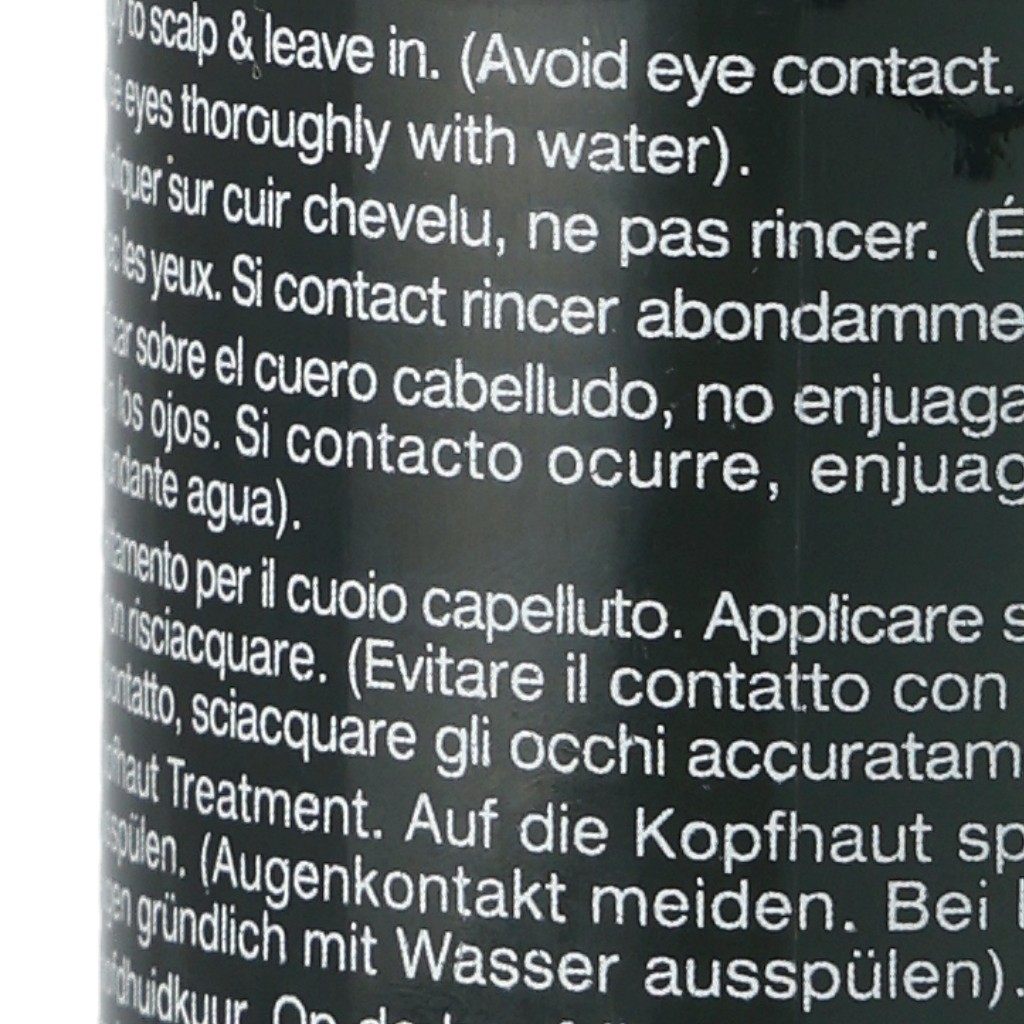 to scalp & leave in. (Avoid eye contact.
eyes thoroughly with water).
sur cuir chevelu, ne pas rincer. (É
les yeux. Si contact rincer abondamme
sobre el cuero cabelludo, no enjuaga
los ojos. Si contacto ocurre, enjuag
agua).
per il cuoio capelluto. Applicare s
risciacquare. (Evitare il contatto con
contatto, sciacquare gli occhi accuratam
Treatment. Auf die Kopfhaut sp
(Augenkontakt meiden. Bei
gründlich mit Wasser ausspülen).